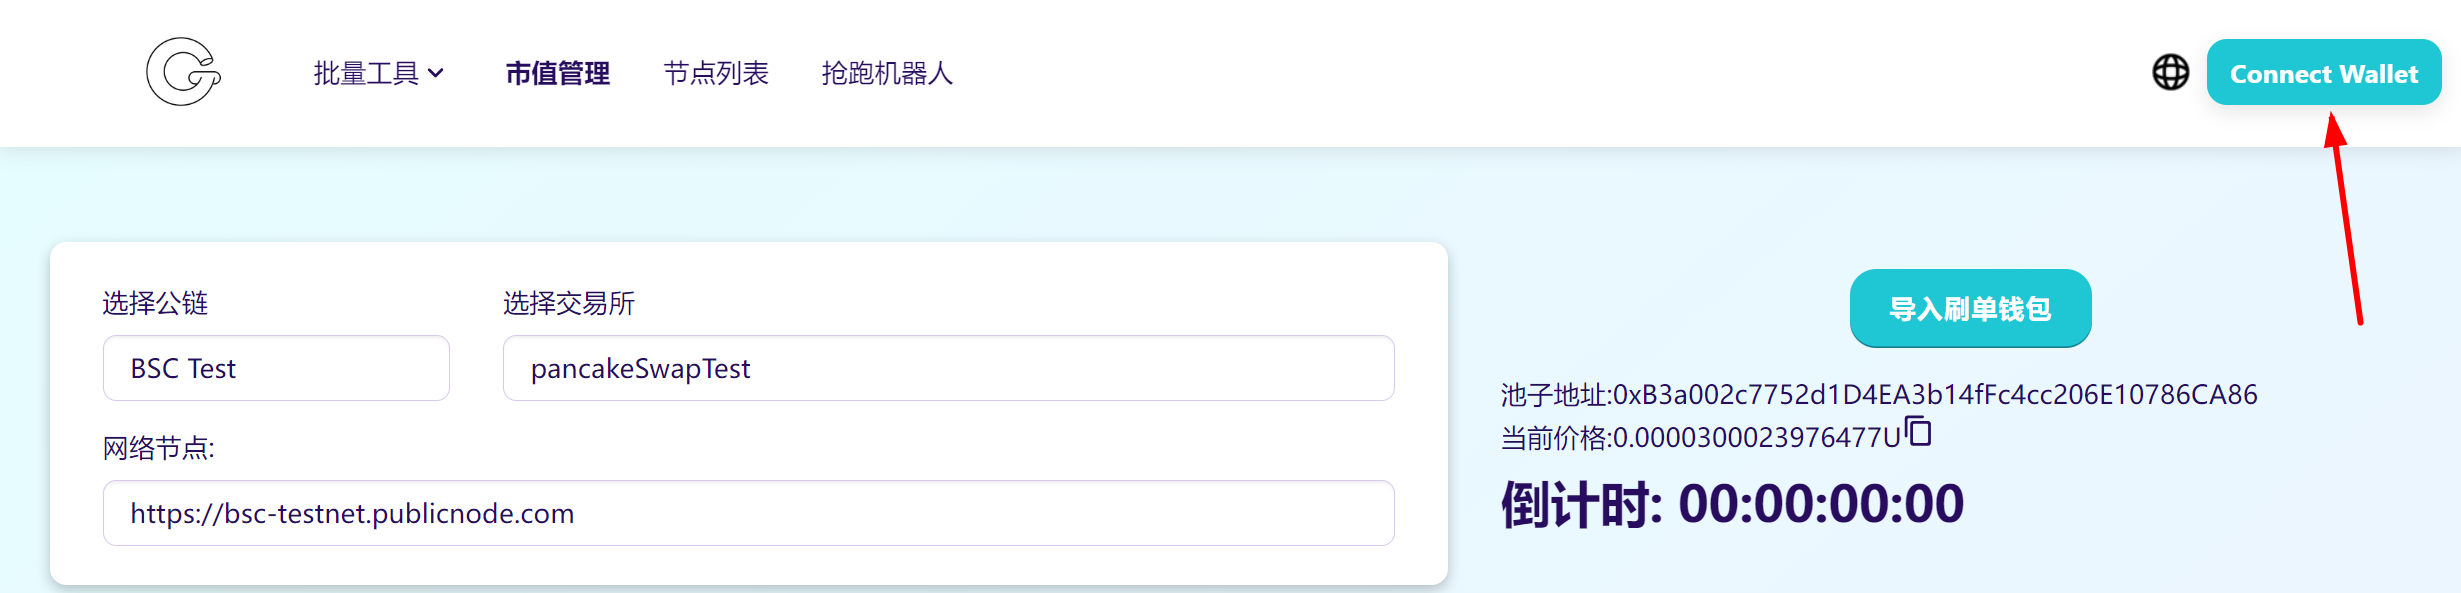 批量工具 市值管理 节点列表 抢跑机器人 Connect Wallet
选择公链 选择交易所
BSC Test pancakeSwapTest
网络节点:
https://bsc-testnet.publicnode.com
导入刷单钱包
池子地址:0xB3a002c7752d1D4EA3b14fFc4cc206E10786CA86
当前价格:0.0000300023976477U
倒计时: 00:00:00:00